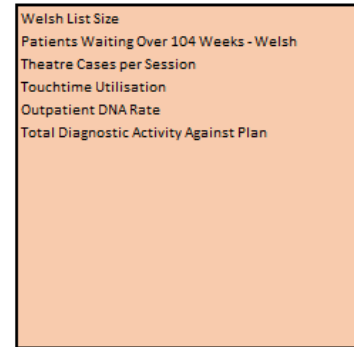 Welsh List Size
Patients Waiting Over 104 Weeks - Welsh
Theatre Cases per Session
Touchtime Utilisation
Outpatient DNA Rate
Total Diagnostic Activity Against Plan